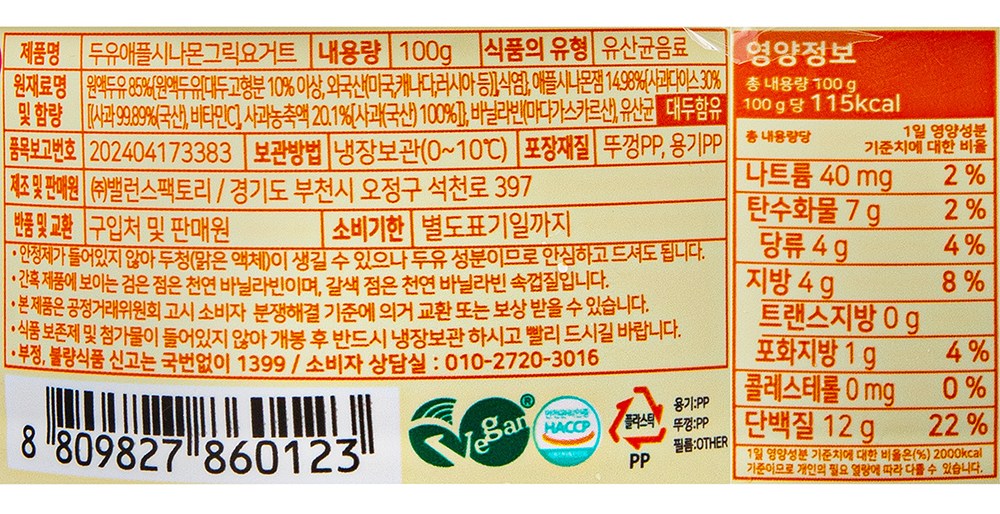 제품명 두유애플시나몬그릭요거트 내용량 100g 식품의 유형 유산균음료
원재료명 및 함량 원액두유 85%{원액두유[대두고형분 10% 이상, 외국산(미국,캐나다,러시아 등)],식염}, 애플시나몬잼 14.98%{사과다이스 30%
[(사과 99.89%(국산), 비타민C], 사과농축액 20.1%[사과(국산) 100%]}, 바닐라빈(마다가스카르산), 유산균 대두함유
품목보고번호 202404173383 보관방법 냉장보관(0~10℃) 포장재질 뚜껑PP, 용기PP
제조 및 판매원 ㈜밸런스팩토리 / 경기도 부천시 오정구 석천로 397
반품 및 교환 구입처 및 판매원 소비기한 별도표기일까지
• 안정제가 들어있지 않아 두청(맑은 액체)이 생길 수 있으나 두유 성분이므로 안심하고 드셔도 됩니다.
• 간혹 제품에 보이는 검은 점은 천연 바닐라빈이며, 갈색 점은 천연 바닐라빈 속껍질입니다.
• 본 제품은 공정거래위원회 고시 소비자 분쟁해결 기준에 의거 교환 또는 보상 받을 수 있습니다.
• 식품 보존제 및 첨가물이 들어있지 않아 개봉 후 반드시 냉장보관 하시고 빨리 드시길 바랍니다.
• 부정, 불량식품 신고는 국번없이 1399 / 소비자 상담실 : 010-2720-3016
8 809827 860123
Vegan ®
안전관리인증
HACCP
플라스틱
PP
용기:PP
뚜껑:PP
필름:OTHER
영양정보
총 내용량 100 g
100 g 당 115kcal
총 내용량당 1일 영양성분
기준치에 대한 비율
나트륨 40 mg 2 %
탄수화물 7 g 2 %
당류 4 g 4 %
지방 4 g 8 %
트랜스지방 0 g
포화지방 1 g 4 %
콜레스테롤 0 mg 0 %
단백질 12 g 22 %
1일 영양성분 기준치에 대한 비율은(%) 2000kcal
기준이므로 개인의 필요 열량에 따라 다를 수 있습니다.